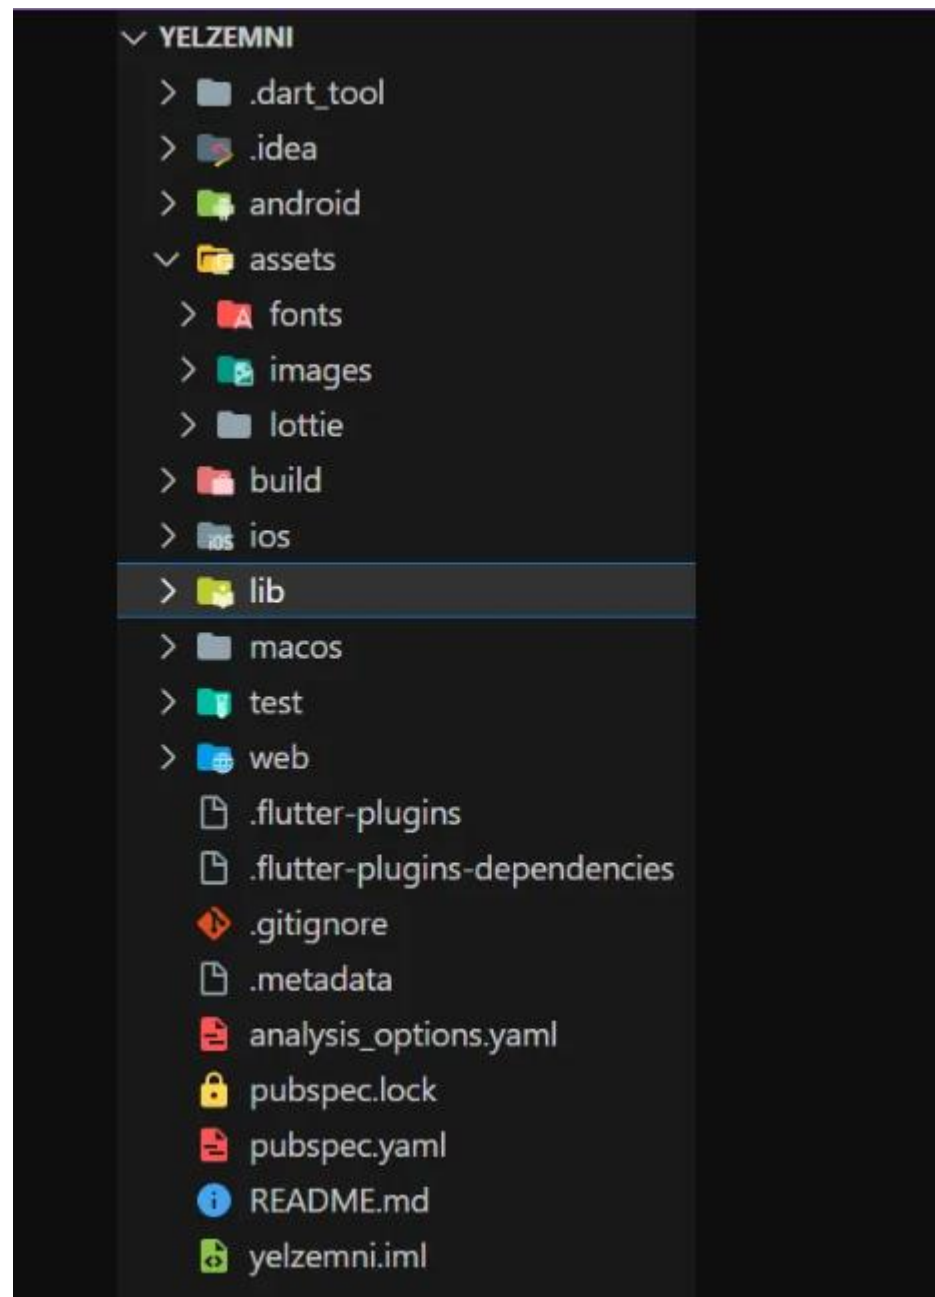 YELZEMNI
.dart_tool
.idea
android
assets
fonts
images
lottie
build
ios
lib
macos
test
web
.flutter-plugins
.flutter-plugins-dependencies
.gitignore
.metadata
analysis_options.yaml
pubspec.lock
pubspec.yaml
README.md
yelzemni.iml